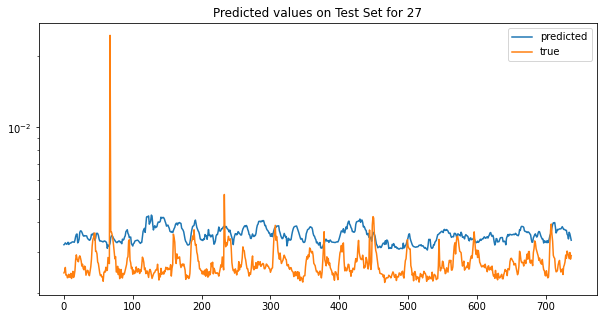 Predicted values on Test Set for 27
predicted
true
10⁻²
0 100 200 300 400 500 600 700